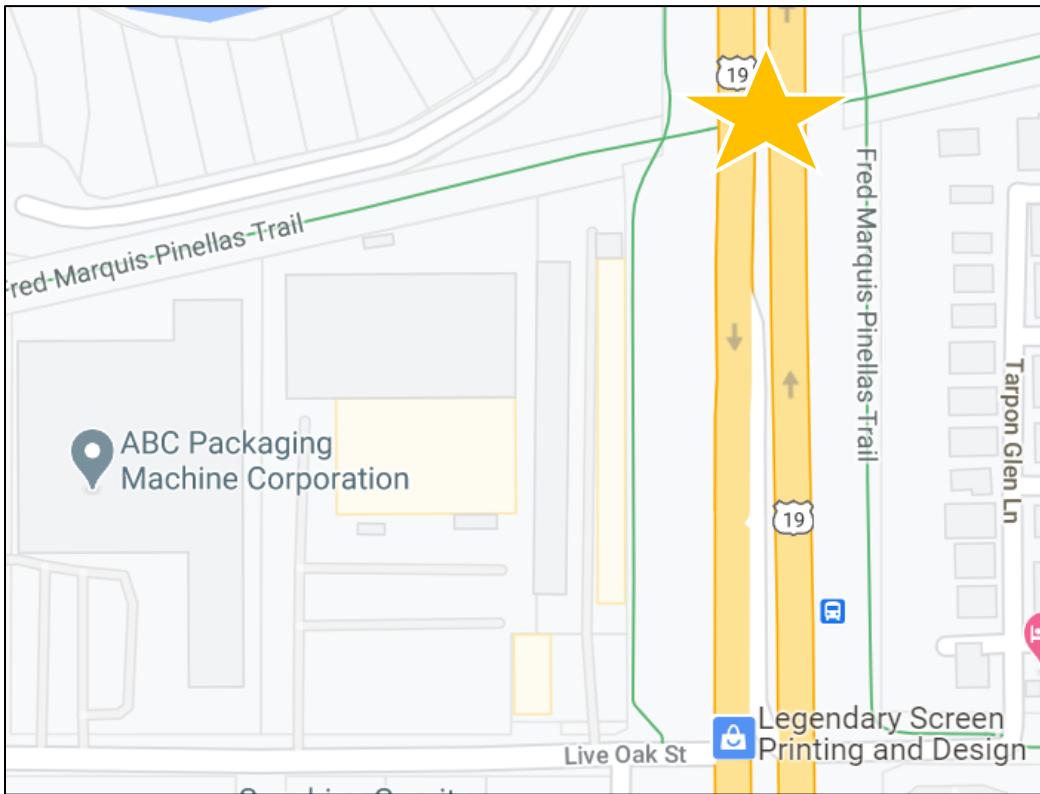 19
Fred-Marquis-Pinellas-Trail
Fred-Marquis-Pinellas-Trail
Tarpon Glen Ln
ABC Packaging
Machine Corporation
19
Legendary Screen
Printing and Design
Live Oak St